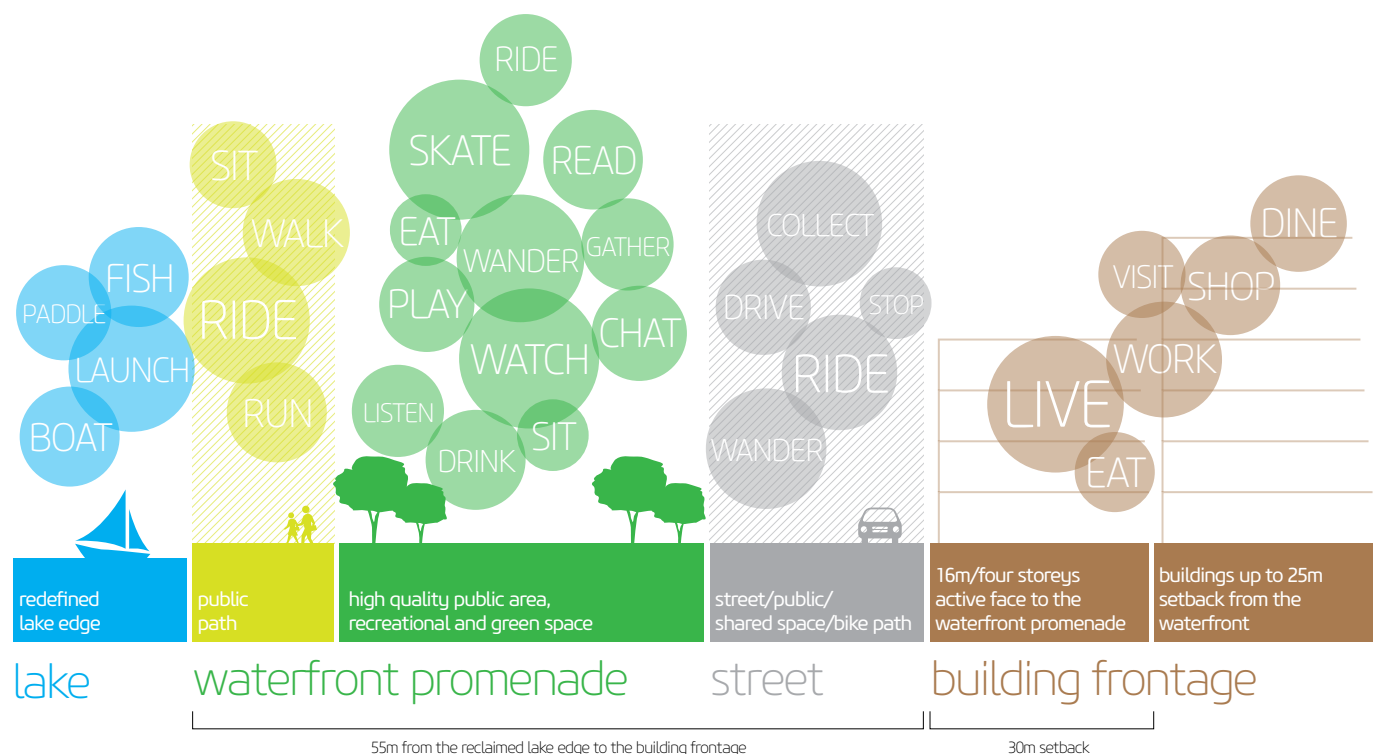 RIDE
SKATE
READ
SIT
WALK
EAT
WANDER
GATHER
COLLECT
DINE
FISH
PADDLE
LAUNCH
BOAT
RIDE
RUN
PLAY
WATCH
CHAT
LISTEN
DRINK
SIT
DRIVE
STOP
RIDE
WANDER
VISIT
SHOP
WORK
LIVE
EAT
redefined
lake edge
public
path
high quality public area,
recreational and green space
street/public/
shared space/bike path
16m/four storeys
active face to the
waterfront promenade
buildings up to 25m
setback from the
waterfront
lake
waterfront promenade
street
building frontage
55m from the reclaimed lake edge to the building frontage
30m setback